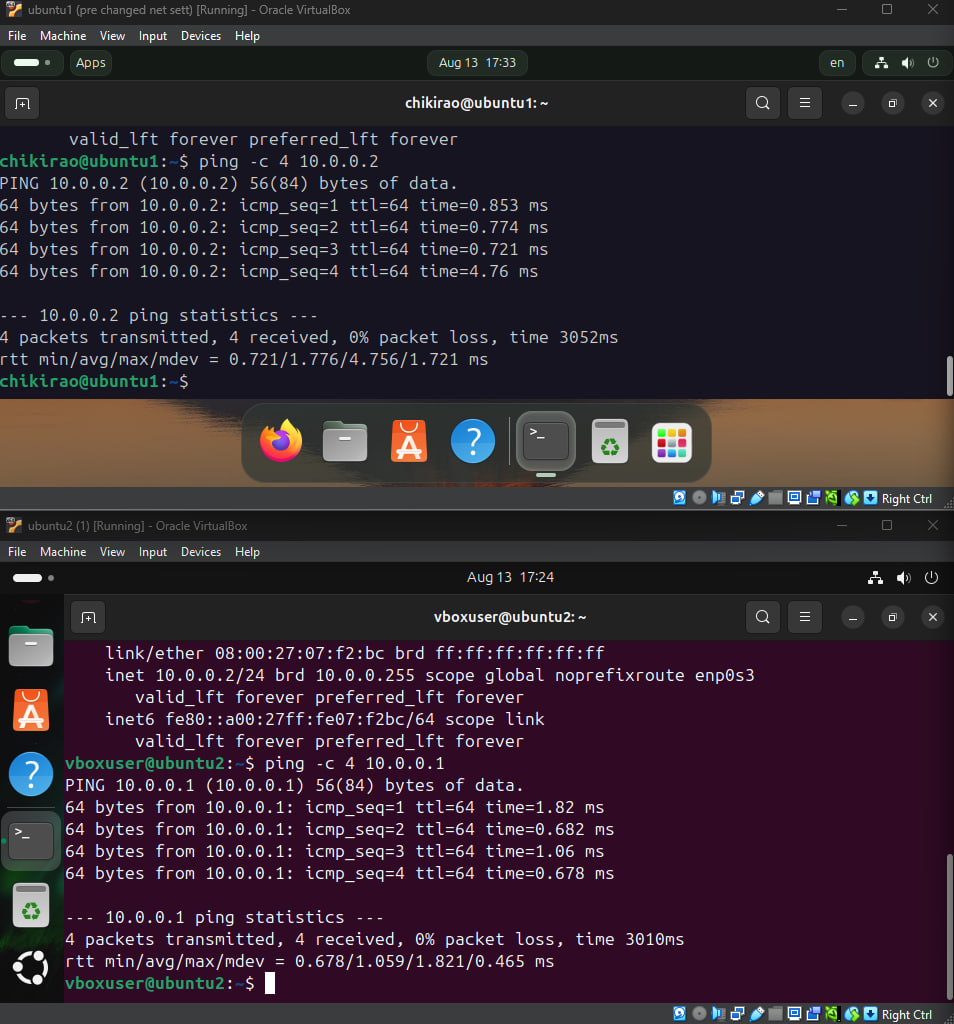 ubuntu1 (pre changed net sett) [Running] - Oracle VirtualBox
File Machine View Input Devices Help
Apps
Aug 13 17:33
en
chikirao@ubuntu1: ~
valid_lft forever preferred_lft forever
chikirao@ubuntu1:~$ ping -c 4 10.0.0.2
PING 10.0.0.2 (10.0.0.2) 56(84) bytes of data.
64 bytes from 10.0.0.2: icmp_seq=1 ttl=64 time=0.853 ms
64 bytes from 10.0.0.2: icmp_seq=2 ttl=64 time=0.774 ms
64 bytes from 10.0.0.2: icmp_seq=3 ttl=64 time=0.721 ms
64 bytes from 10.0.0.2: icmp_seq=4 ttl=64 time=4.76 ms
--- 10.0.0.2 ping statistics ---
4 packets transmitted, 4 received, 0% packet loss, time 3052ms
rtt min/avg/max/mdev = 0.721/1.776/4.756/1.721 ms
chikirao@ubuntu1:~$
Right Ctrl
ubuntu2 (1) [Running] - Oracle VirtualBox
File Machine View Input Devices Help
Aug 13 17:24
vboxuser@ubuntu2: ~
link/ether 08:00:27:07:f2:bc brd ff:ff:ff:ff:ff:ff
inet 10.0.0.2/24 brd 10.0.0.255 scope global noprefixroute enp0s3
valid_lft forever preferred_lft forever
inet6 fe80::a00:27ff:fe07:f2bc/64 scope link
valid_lft forever preferred_lft forever
vboxuser@ubuntu2:~$ ping -c 4 10.0.0.1
PING 10.0.0.1 (10.0.0.1) 56(84) bytes of data.
64 bytes from 10.0.0.1: icmp_seq=1 ttl=64 time=1.82 ms
64 bytes from 10.0.0.1: icmp_seq=2 ttl=64 time=0.682 ms
64 bytes from 10.0.0.1: icmp_seq=3 ttl=64 time=1.06 ms
64 bytes from 10.0.0.1: icmp_seq=4 ttl=64 time=0.678 ms
--- 10.0.0.1 ping statistics ---
4 packets transmitted, 4 received, 0% packet loss, time 3010ms
rtt min/avg/max/mdev = 0.678/1.059/1.821/0.465 ms
vboxuser@ubuntu2:~$
Right Ctrl